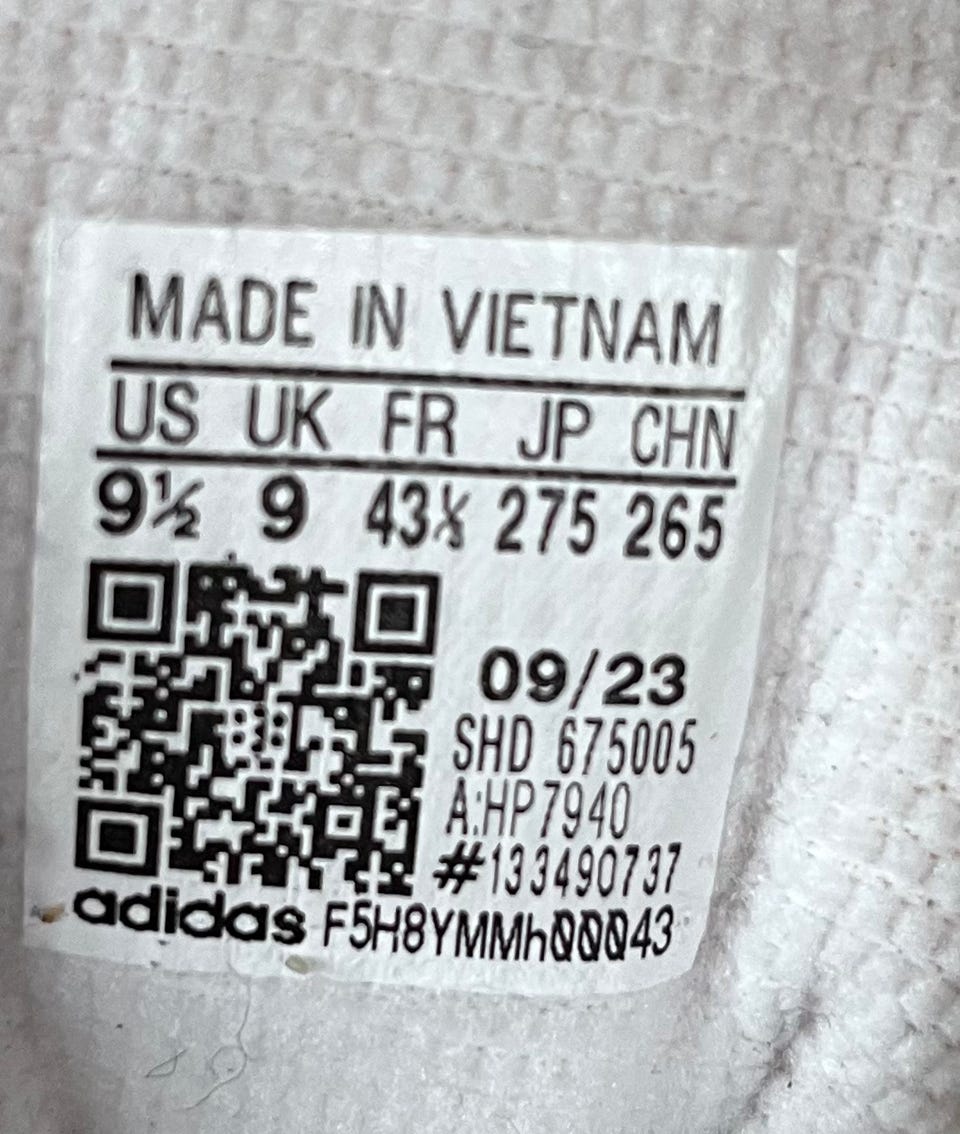 MADE IN VIETNAM
US UK FR JP CHN
9½ 9 43⅓ 275 265
09/23
SHD 675005
A:HP7940
#133490737
adidas F5H8YMMh00043